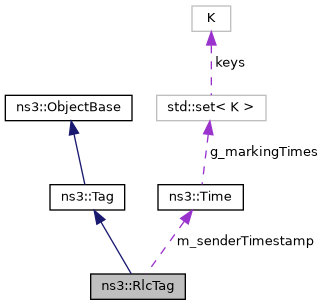 K
keys
ns3::ObjectBase
std::set< K >
g_markingTimes
ns3::Tag
ns3::Time
m_senderTimestamp
ns3::RlcTag